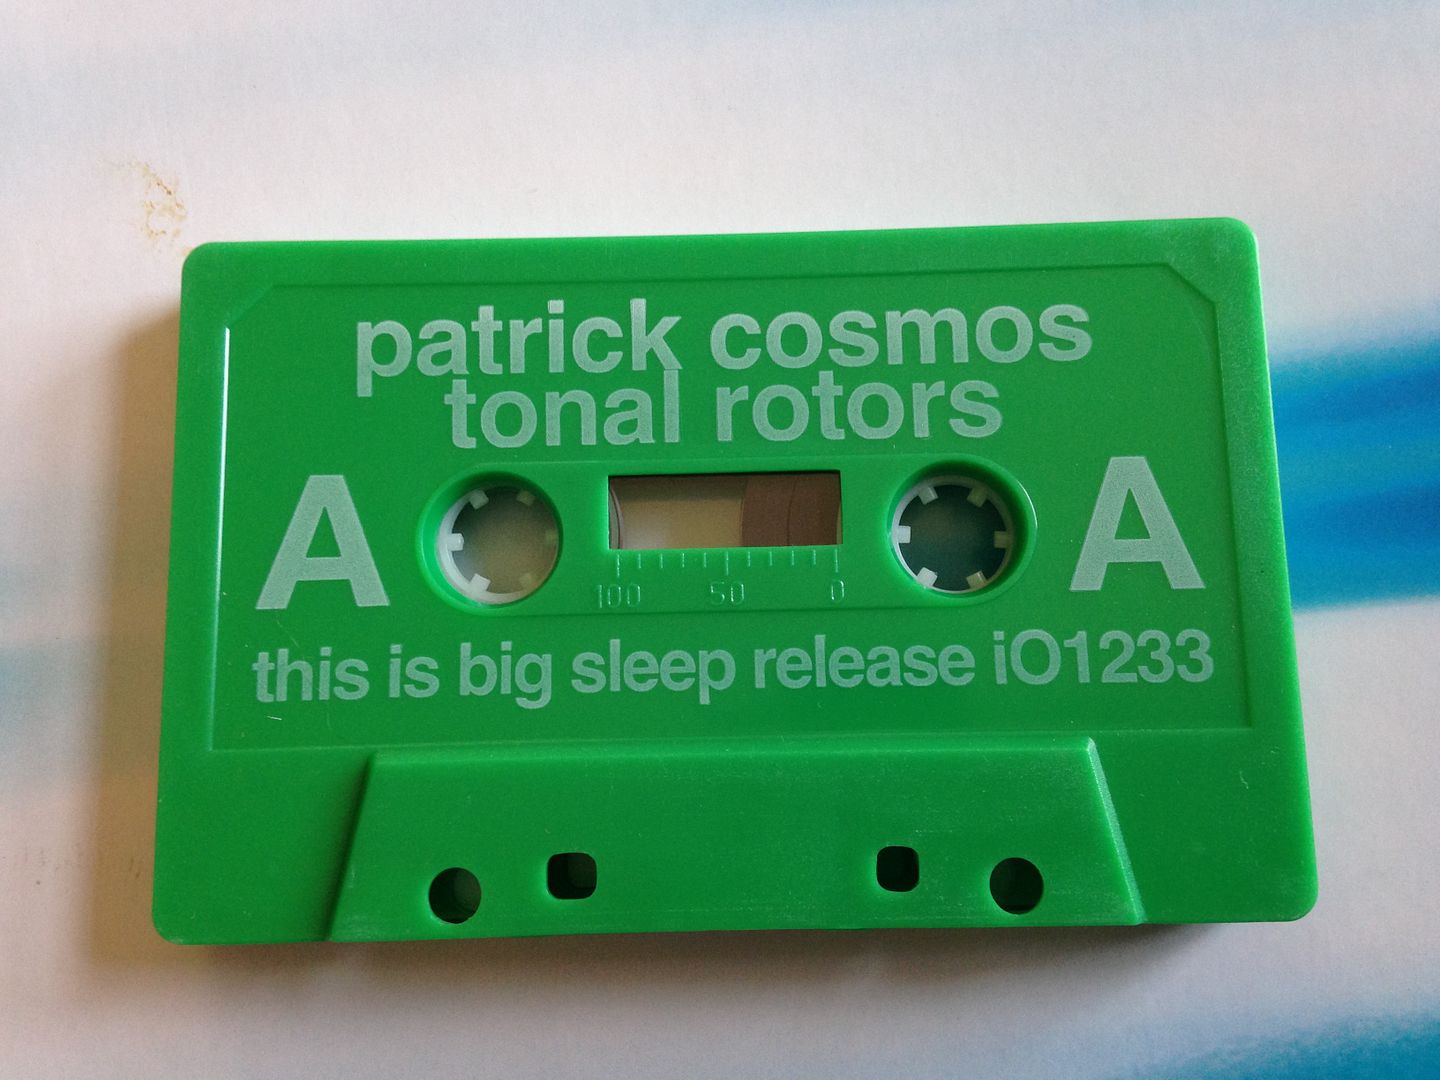 patrick cosmos
tonal rotors
A A
100 50 0
this is big sleep release iO1233